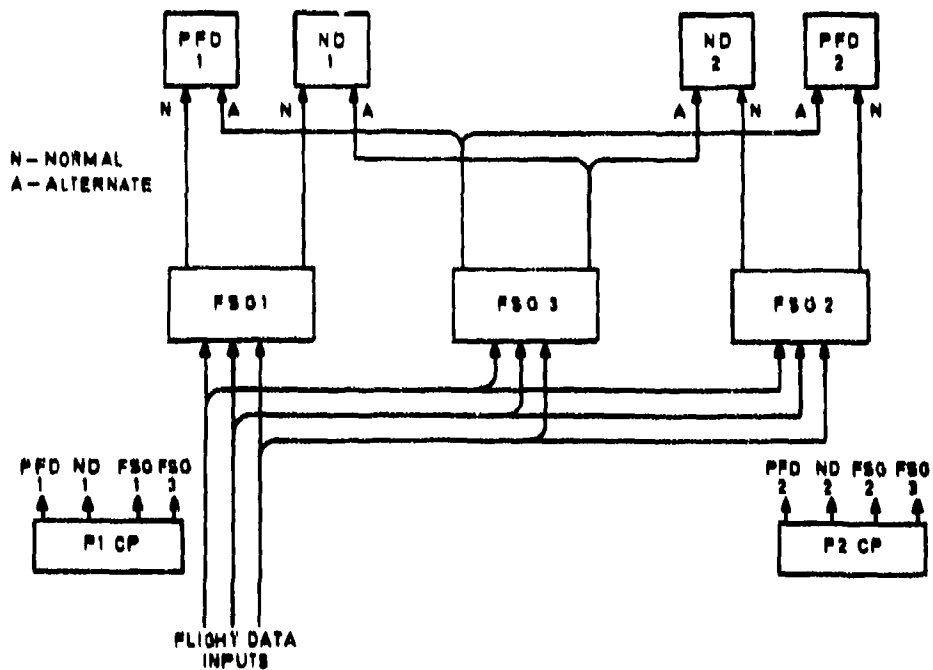 PFD
1
ND
1
ND
2
PFD
2
N A N A A N A N
N-NORMAL
A-ALTERNATE
FSG1
FSG 3
FSG 2
PFD ND FSG FSG
1 1 1 3
P1 CP
PFD ND FSG FSG
2 2 2 3
P2 CP
FLIGHT DATA
INPUTS